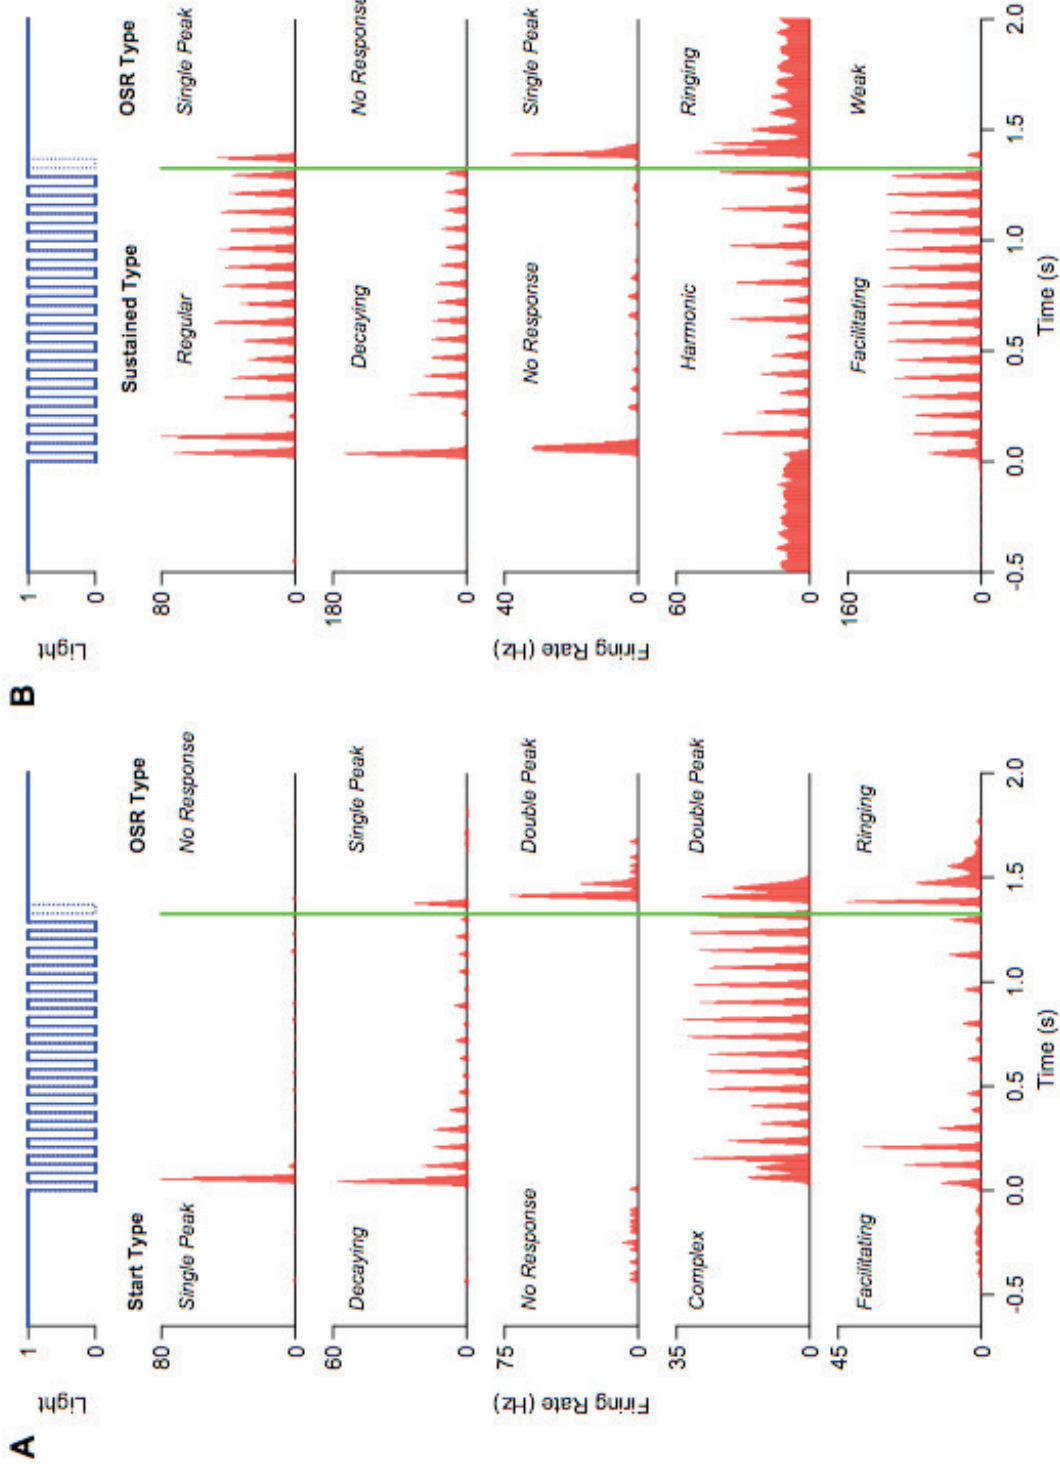 A
Light
1
0
Start Type
OSR Type
Single Peak
No Response
80
0
Decaying
Single Peak
60
0
No Response
Double Peak
75
0
Firing Rate (Hz)
Complex
Double Peak
35
0
Facilitating
Ringing
45
0
-0.5 0.0 0.5 1.0 1.5 2.0
Time (s)
B
Light
1
0
Sustained Type
OSR Type
Regular
Single Peak
80
0
Decaying
No Response
180
0
No Response
Single Peak
40
0
Firing Rate (Hz)
Harmonic
Ringing
60
0
Facilitating
Weak
160
0
-0.5 0.0 0.5 1.0 1.5 2.0
Time (s)